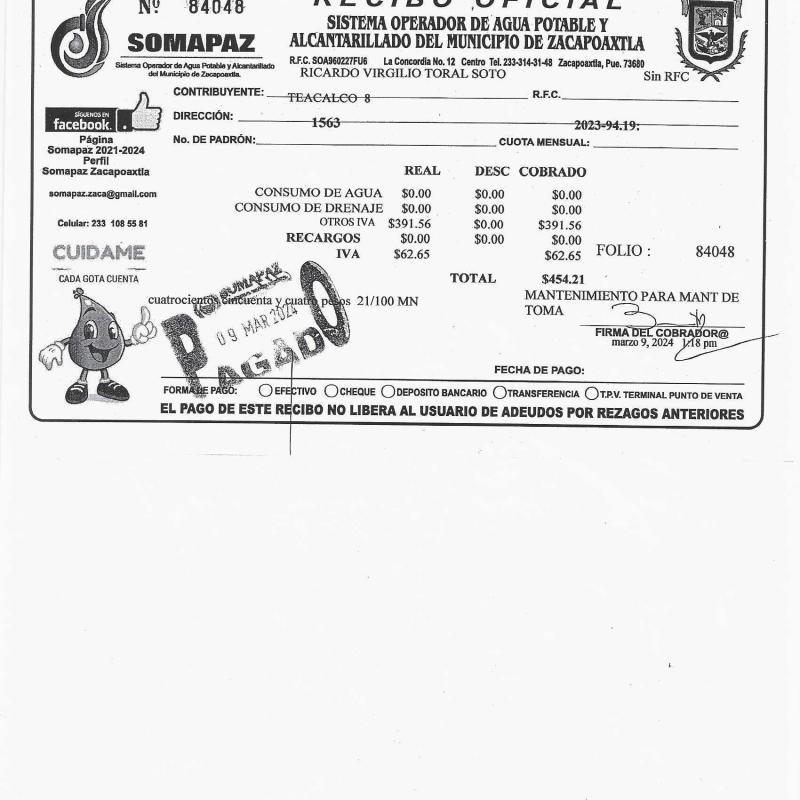 Nº 84048
RECIBO OFICIAL
SISTEMA OPERADOR DE AGUA POTABLE Y
ALCANTARILLADO DEL MUNICIPIO DE ZACAPOAXTLA
SOMAPAZ
Sistema Operador de Agua Potable y Alcantarillado
del Municipio de Zacapoaxtla.
R.F.C. SOA960227FU6 La Concordia No. 12 Centro Tel. 233-314-31-48 Zacapoaxtla, Pue. 73680
RICARDO VIRGILIO TORAL SOTO
Sin RFC
CONTRIBUYENTE: TEACALCO 8 R.F.C.
DIRECCIÓN: 1563 2023-94.19:
No. DE PADRÓN: CUOTA MENSUAL:
SÍGUENOS EN
facebook.
Página
Somapaz 2021-2024
Perfil
Somapaz Zacapoaxtla
somapaz.zaca@gmail.com
Celular: 233 108 55 81
CUIDAME
CADA GOTA CUENTA
REAL DESC COBRADO
CONSUMO DE AGUA $0.00 $0.00 $0.00
CONSUMO DE DRENAJE $0.00 $0.00 $0.00
OTROS IVA $391.56 $0.00 $391.56
RECARGOS $0.00 $0.00 $0.00
IVA $62.65 $62.65
FOLIO : 84048
TOTAL $454.21
cuatrocientos cincuenta y cuatro pesos 21/100 MN
MANTENIMIENTO PARA MANT DE
TOMA
SUMAPAZ
09 MAR 2024
PAGADO
FIRMA DEL COBRADOR@
marzo 9, 2024 1:18 pm
FECHA DE PAGO:
FORMA DE PAGO: EFECTIVO CHEQUE DEPOSITO BANCARIO TRANSFERENCIA T.P.V. TERMINAL PUNTO DE VENTA
EL PAGO DE ESTE RECIBO NO LIBERA AL USUARIO DE ADEUDOS POR REZAGOS ANTERIORES